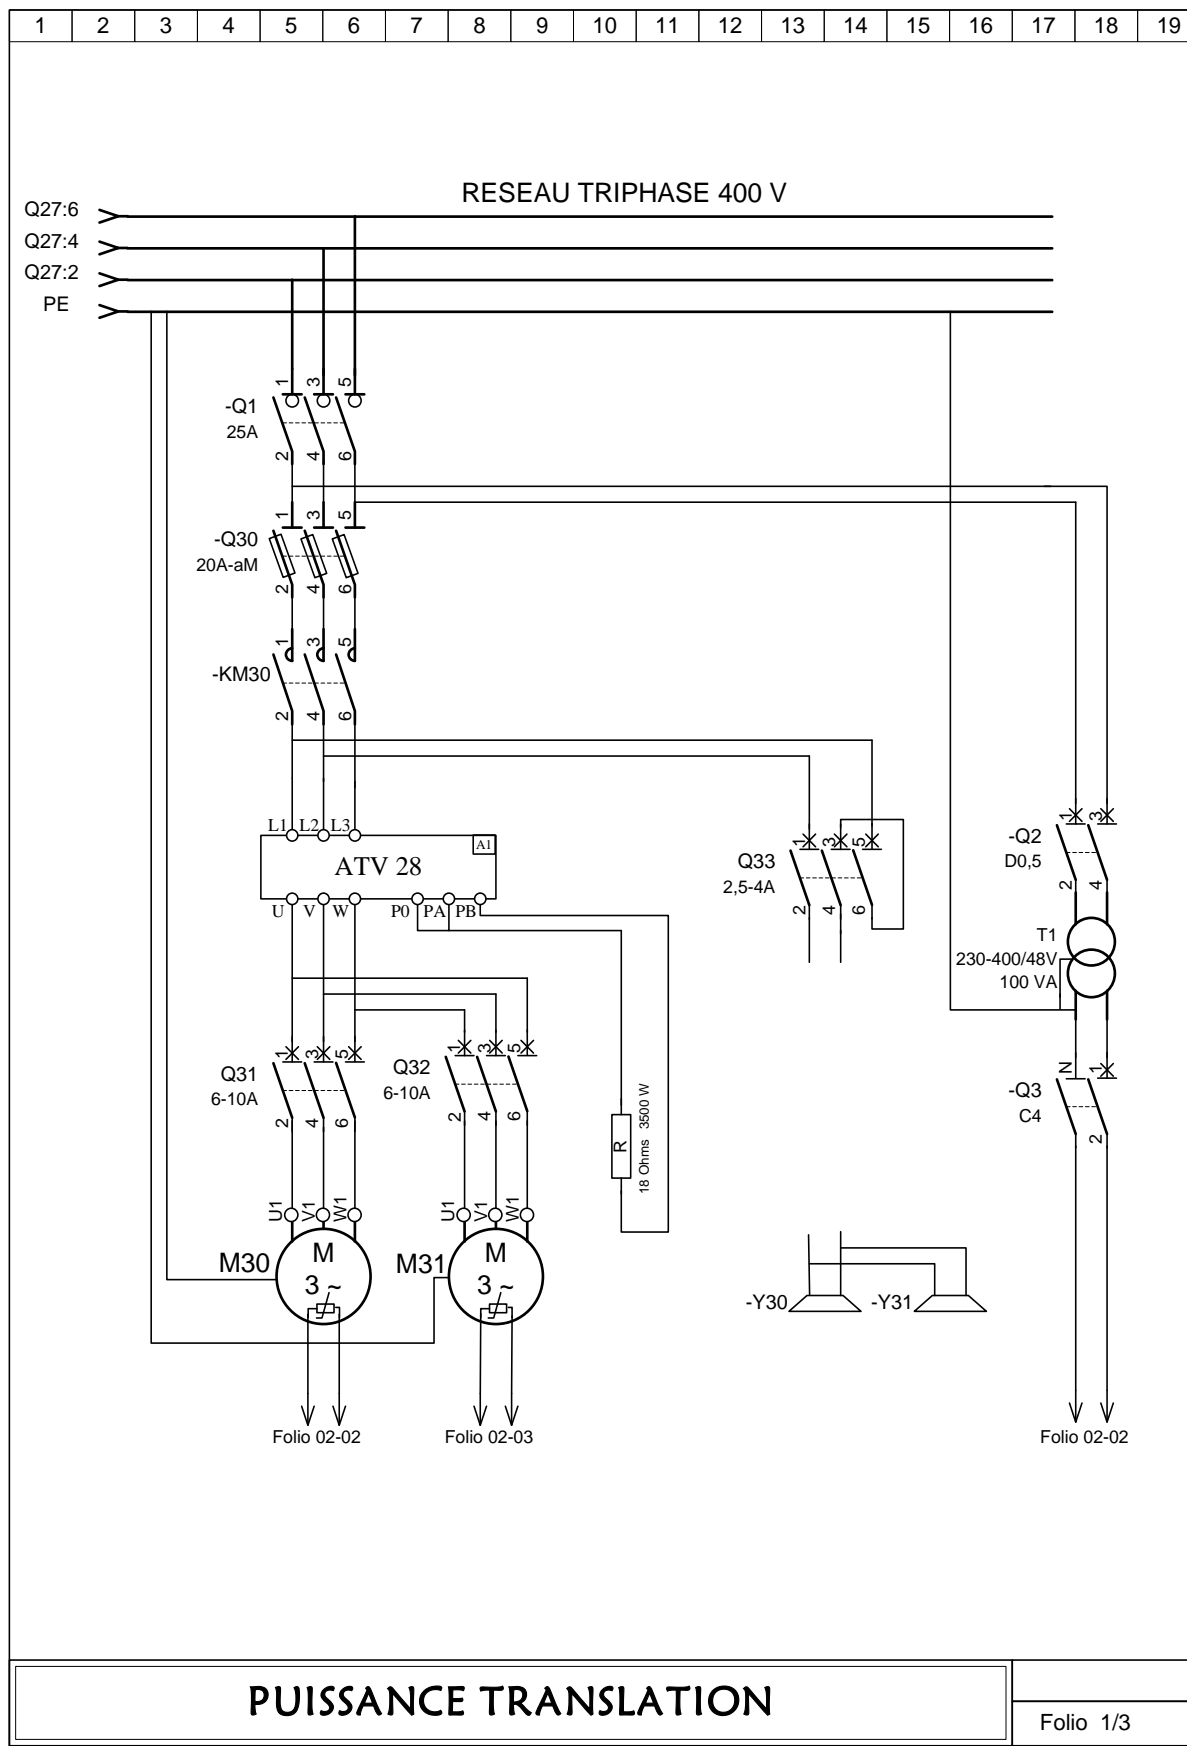 1 2 3 4 5 6 7 8 9 10 11 12 13 14 15 16 17 18 19
RESEAU TRIPHASE 400 V
Q27:6
Q27:4
Q27:2
PE
1 3 5
-Q1
25A
2 4 6
1 3 5
-Q30
20A-aM
2 4 6
1 3 5
-KM30
2 4 6
L1 L2 L3
A1
ATV 28
U V W P0 PA PB
1 3 5
Q33
2,5-4A
2 4 6
1 3
-Q2
D0,5
2 4
T1
230-400/48V
100 VA
1 3 5
Q31
6-10A
2 4 6
1 3 5
Q32
6-10A
2 4 6
N 1
-Q3
C4
2
R
18 Ohms 3500 W
U1 V1 W1
M30
M
3 ~
U1 V1 W1
M31
M
3 ~
-Y30
-Y31
Folio 02-02
Folio 02-03
Folio 02-02
PUISSANCE TRANSLATION
Folio 1/3